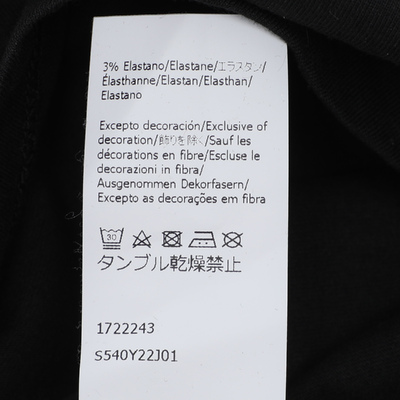 3% Elastano/Elastane/エラスタン/
Élasthanne/Elastan/Elasthan/
Elastano
Excepto decoración/Exclusive of
decoration/飾りを除く/Sauf les
décorations en fibre/Escluse le
decorazioni in fibra/
Ausgenommen Dekorfasern/
Excepto as decorações em fibra
30
タンブル乾燥禁止
1722243
S540Y22J01